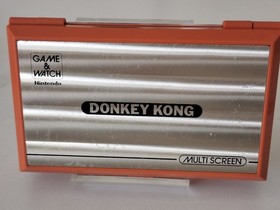 GAME
&
WATCH
Nintendo
DONKEY KONG
MULTI SCREEN